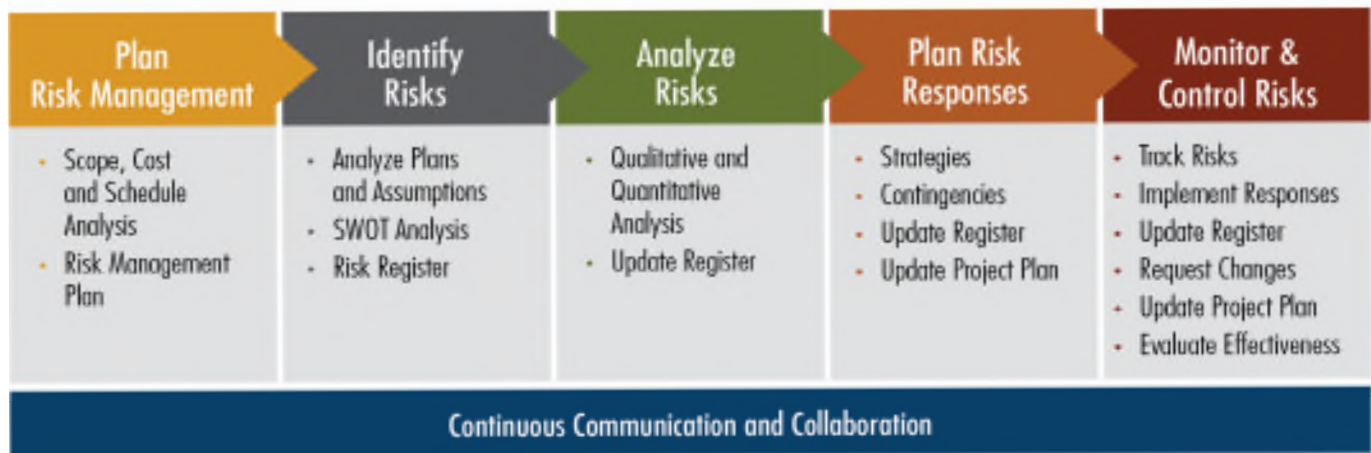 Plan
Risk Management
Identify
Risks
Analyze
Risks
Plan Risk
Responses
Monitor &
Control Risks
• Scope, Cost
and Schedule
Analysis
• Risk Management
Plan
• Analyze Plans
and Assumptions
• SWOT Analysis
• Risk Register
• Qualitative and
Quantitative
Analysis
• Update Register
• Strategies
• Contingencies
• Update Register
• Update Project Plan
• Track Risks
• Implement Responses
• Update Register
• Request Changes
• Update Project Plan
• Evaluate Effectiveness
Continuous Communication and Collaboration